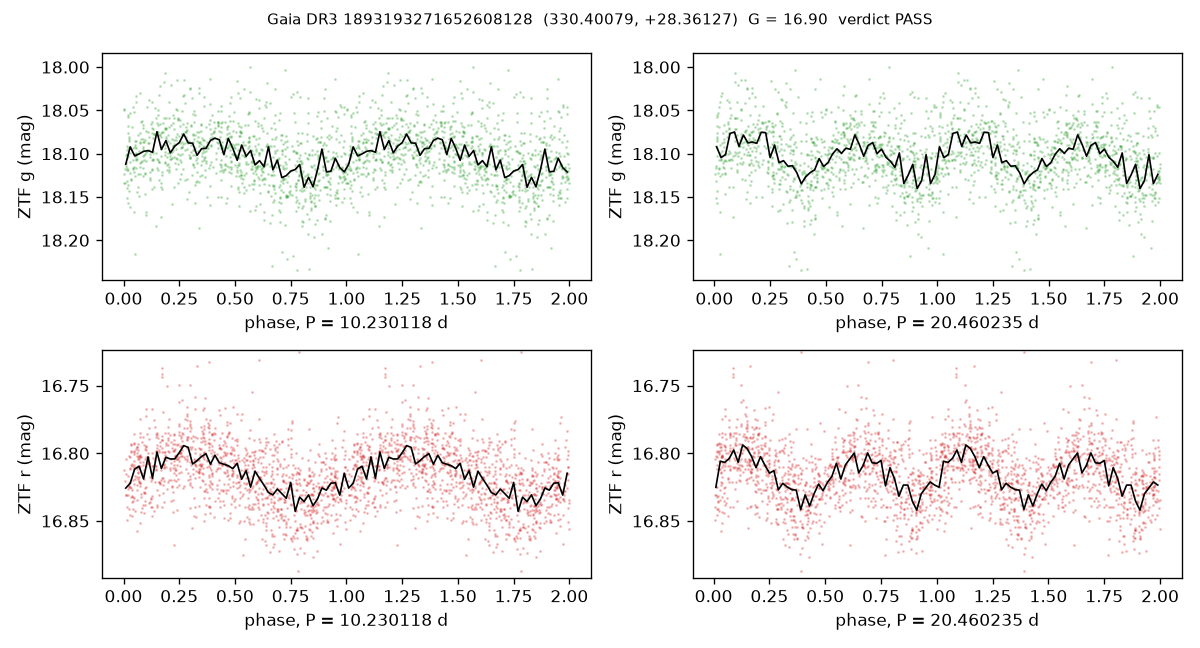 Gaia DR3 1893193271652608128  (330.40079, +28.36127)  G = 16.90  verdict PASS
ZTF g (mag)
18.00
18.05
18.10
18.15
18.20
0.00 0.25 0.50 0.75 1.00 1.25 1.50 1.75 2.00
phase, P = 10.230118 d
ZTF g (mag)
18.00
18.05
18.10
18.15
18.20
0.00 0.25 0.50 0.75 1.00 1.25 1.50 1.75 2.00
phase, P = 20.460235 d
ZTF r (mag)
16.75
16.80
16.85
0.00 0.25 0.50 0.75 1.00 1.25 1.50 1.75 2.00
phase, P = 10.230118 d
ZTF r (mag)
16.75
16.80
16.85
0.00 0.25 0.50 0.75 1.00 1.25 1.50 1.75 2.00
phase, P = 20.460235 d